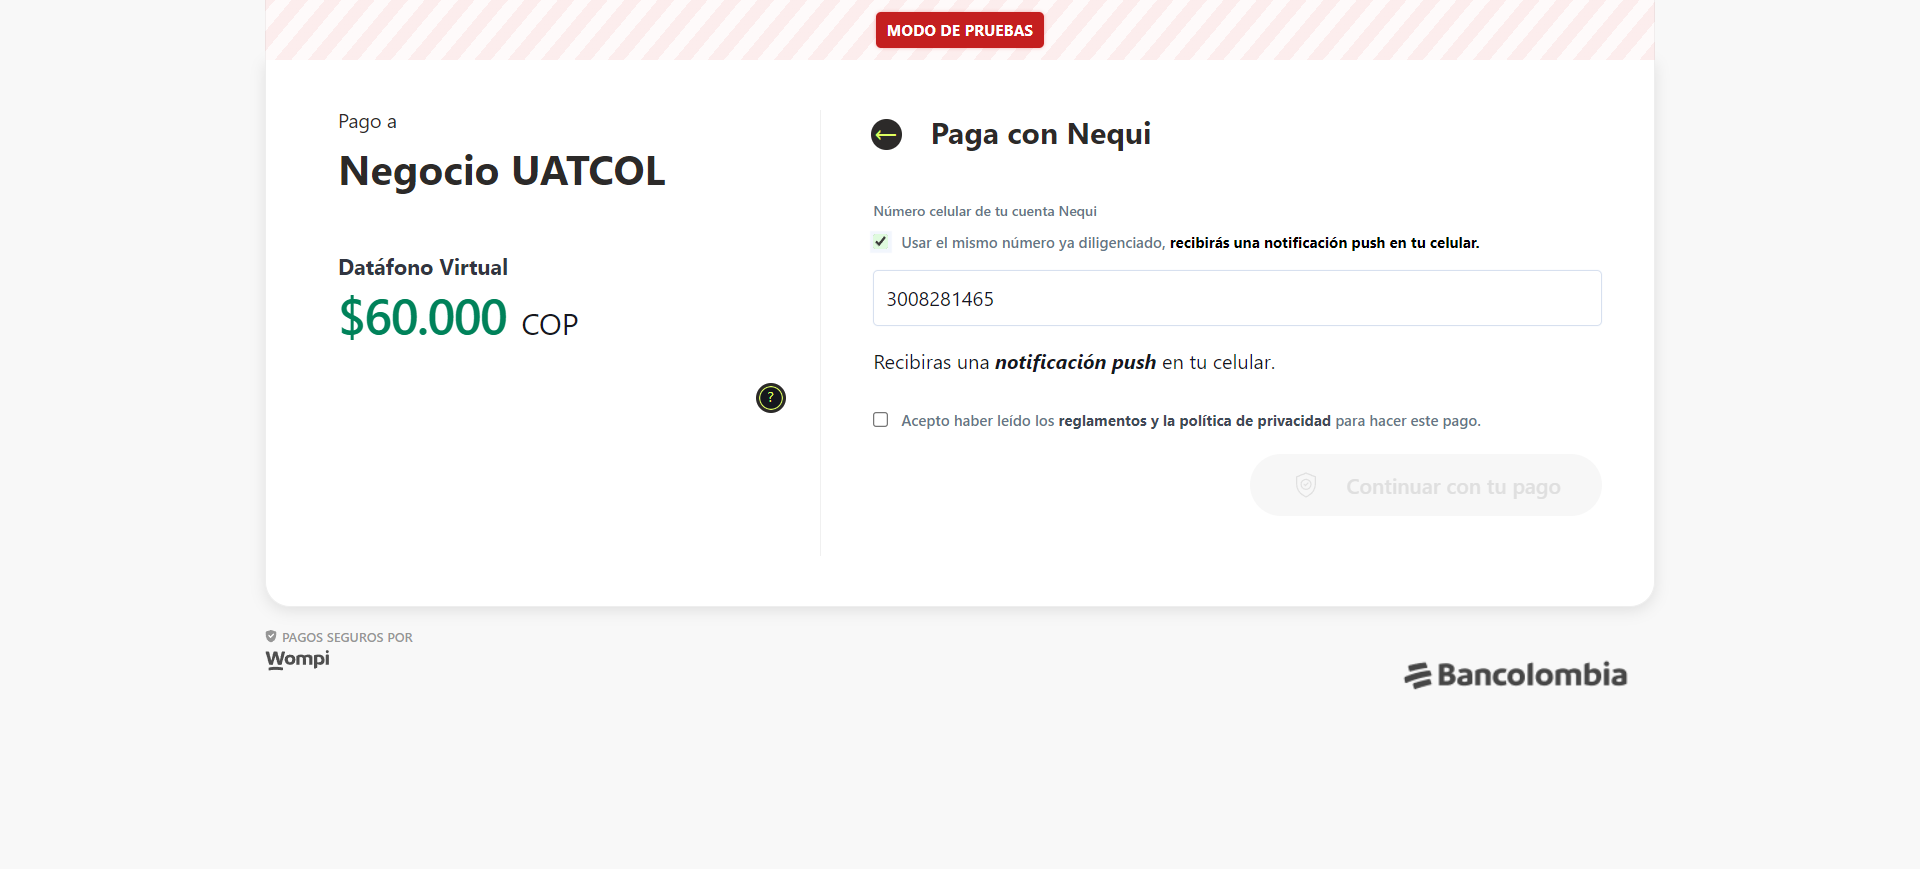 MODO DE PRUEBAS
Pago a
Negocio UATCOL
Datáfono Virtual
$60.000 COP
?
Paga con Nequi
Número celular de tu cuenta Nequi
Usar el mismo número ya diligenciado, recibirás una notificación push en tu celular.
3008281465
Recibiras una notificación push en tu celular.
Acepto haber leído los reglamentos y la política de privacidad para hacer este pago.
Continuar con tu pago
PAGOS SEGUROS POR
Wompi
Bancolombia